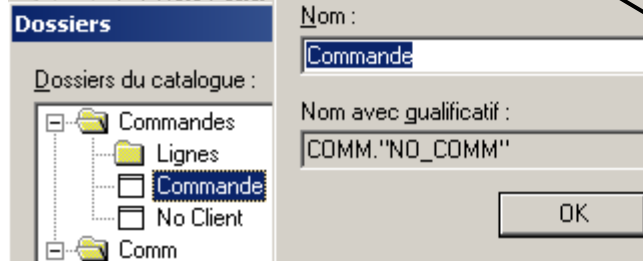 Dossiers
Dossiers du catalogue :
Commandes
Lignes
Commande
No Client
Comm
Nom :
Commande
Nom avec qualificatif :
COMM."NO_COMM"
OK